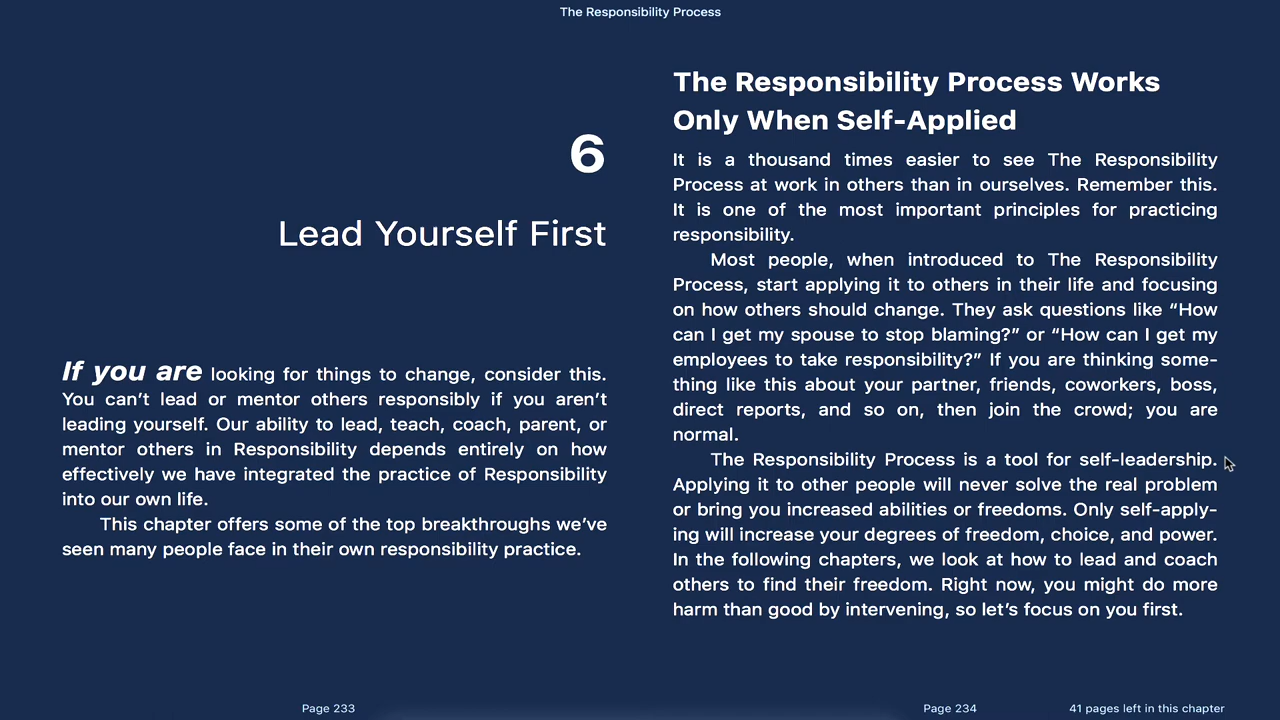 The Responsibility Process
6
Lead Yourself First
If you are looking for things to change, consider this.
You can’t lead or mentor others responsibly if you aren’t
leading yourself. Our ability to lead, teach, coach, parent, or
mentor others in Responsibility depends entirely on how
effectively we have integrated the practice of Responsibility
into our own life.
This chapter offers some of the top breakthroughs we’ve
seen many people face in their own responsibility practice.
Page 233
The Responsibility Process Works
Only When Self-Applied
It is a thousand times easier to see The Responsibility
Process at work in others than in ourselves. Remember this.
It is one of the most important principles for practicing
responsibility.
Most people, when introduced to The Responsibility
Process, start applying it to others in their life and focusing
on how others should change. They ask questions like “How
can I get my spouse to stop blaming?” or “How can I get my
employees to take responsibility?” If you are thinking some-
thing like this about your partner, friends, coworkers, boss,
direct reports, and so on, then join the crowd; you are
normal.
The Responsibility Process is a tool for self-leadership.
Applying it to other people will never solve the real problem
or bring you increased abilities or freedoms. Only self-apply-
ing will increase your degrees of freedom, choice, and power.
In the following chapters, we look at how to lead and coach
others to find their freedom. Right now, you might do more
harm than good by intervening, so let’s focus on you first.
Page 234
41 pages left in this chapter